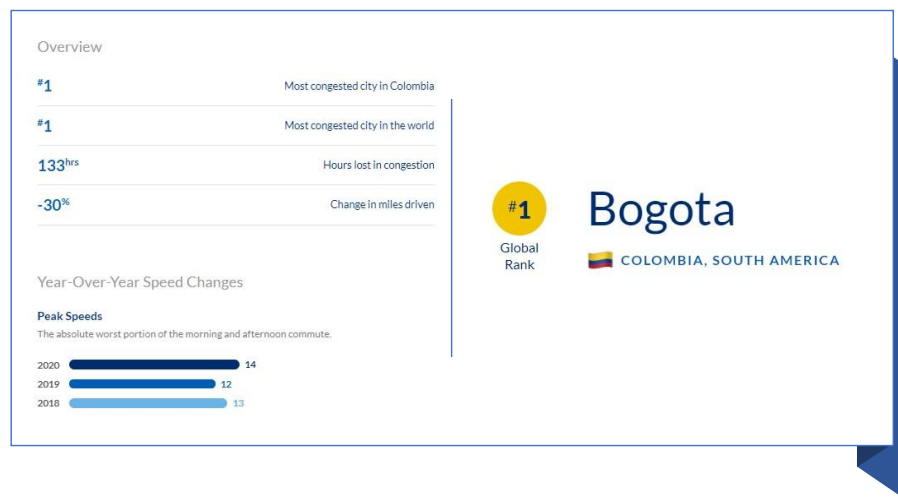 Overview
#1 Most congested city in Colombia
#1 Most congested city in the world
133hrs Hours lost in congestion
-30% Change in miles driven
Year-Over-Year Speed Changes
Peak Speeds
The absolute worst portion of the morning and afternoon commute.
2020 14
2019 12
2018 13
#1
Global
Rank
Bogota
COLOMBIA, SOUTH AMERICA